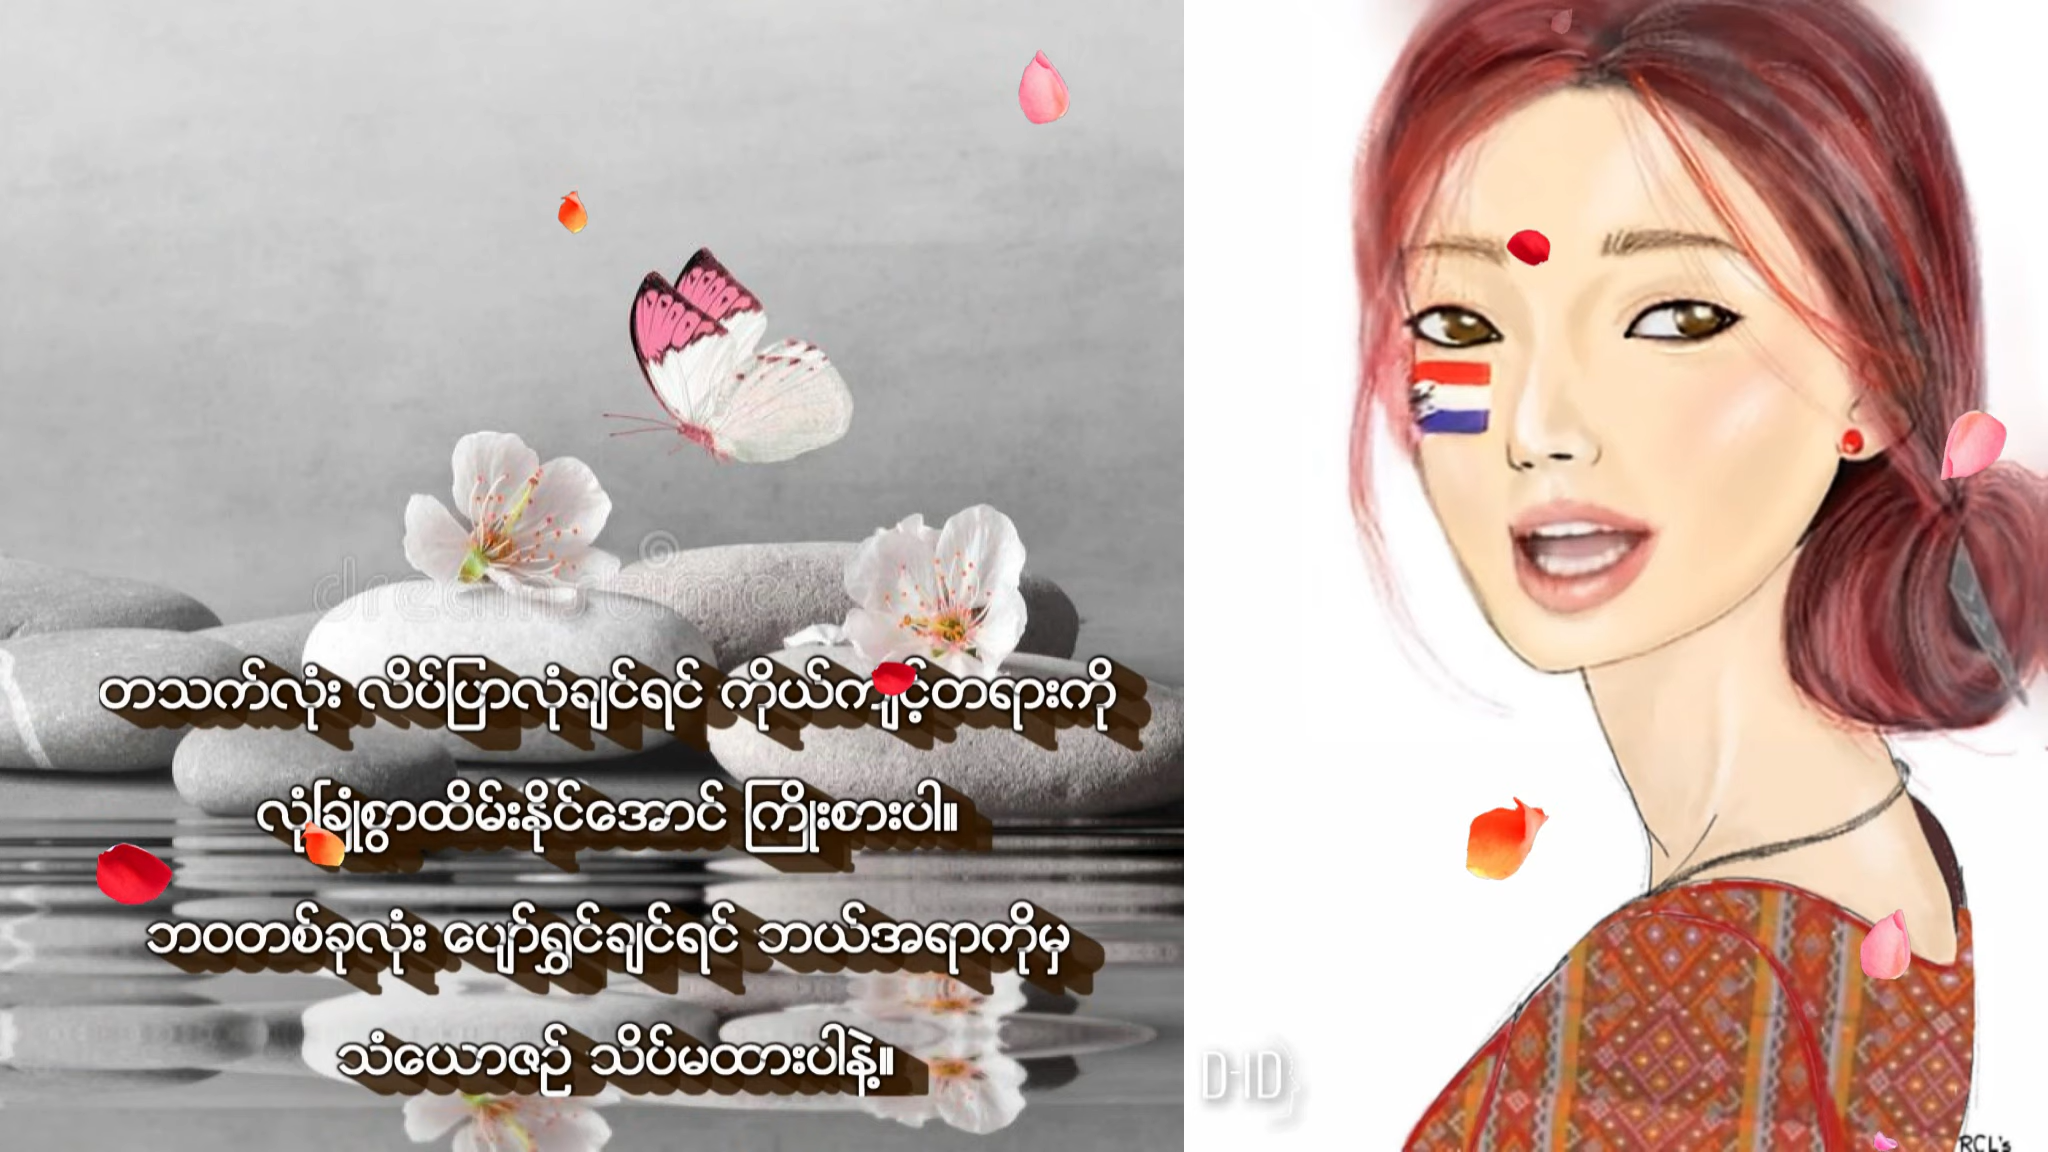 dreamstime
တသက်လုံး လိပ်ပြာလုံချင်ရင် ကိုယ်ကျင့်တရားကို
လုံခြုံစွာထိမ်းနိုင်အောင် ကြိုးစားပါ။
ဘဝတစ်ခုလုံး ပျော်ရွှင်ချင်ရင် ဘယ်အရာကိုမှ
သံယောဇဉ် သိပ်မထားပါနဲ့။
D-ID
RCL's